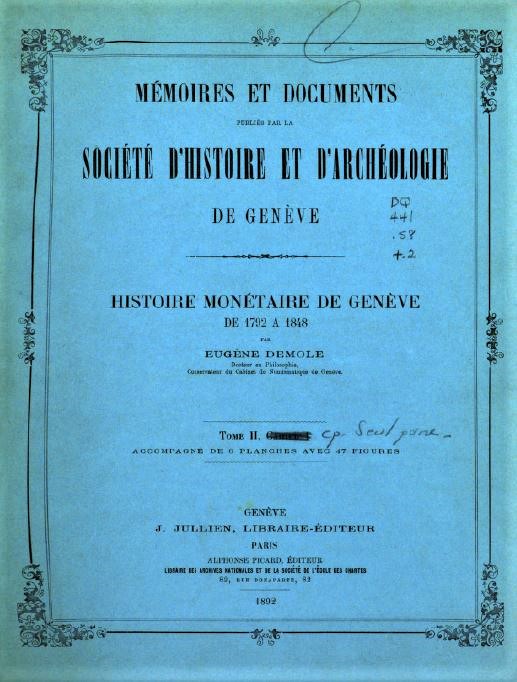 MÉMOIRES ET DOCUMENTS
PUBLIÉS PAR LA
SOCIÉTÉ D'HISTOIRE ET D'ARCHÉOLOGIE
DE GENÈVE
DQ
441
.S?
t.2
HISTOIRE MONÉTAIRE DE GENÈVE
DE 1792 A 1848
PAR
EUGÈNE DEMOLE
Docteur en Philosophie,
Conservateur du Cabinet de Numismatique de Genève.
TOME II.
ACCOMPAGNÉ DE 6 PLANCHES AVEC 47 FIGURES
GENÈVE
J. JULLIEN, LIBRAIRE-ÉDITEUR
PARIS
ALPHONSE PICARD, ÉDITEUR
LIBRAIRE DES ARCHIVES NATIONALES ET DE LA SOCIÉTÉ DE L'ÉCOLE DES CHARTES
82, RUE BONAPARTE, 82
1892